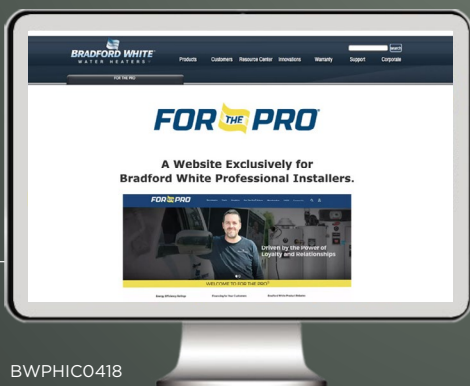 BRADFORD WHITE
WATER HEATERS
Products Customers Resource Center Innovations Warranty Support Corporate
FOR THE PRO
FOR THE PRO
A Website Exclusively for
Bradford White Professional Installers.
FOR THE PRO
Driven by the Power of
Loyalty and Relationships
WELCOME TO FOR THE PRO®
BWPHIC0418